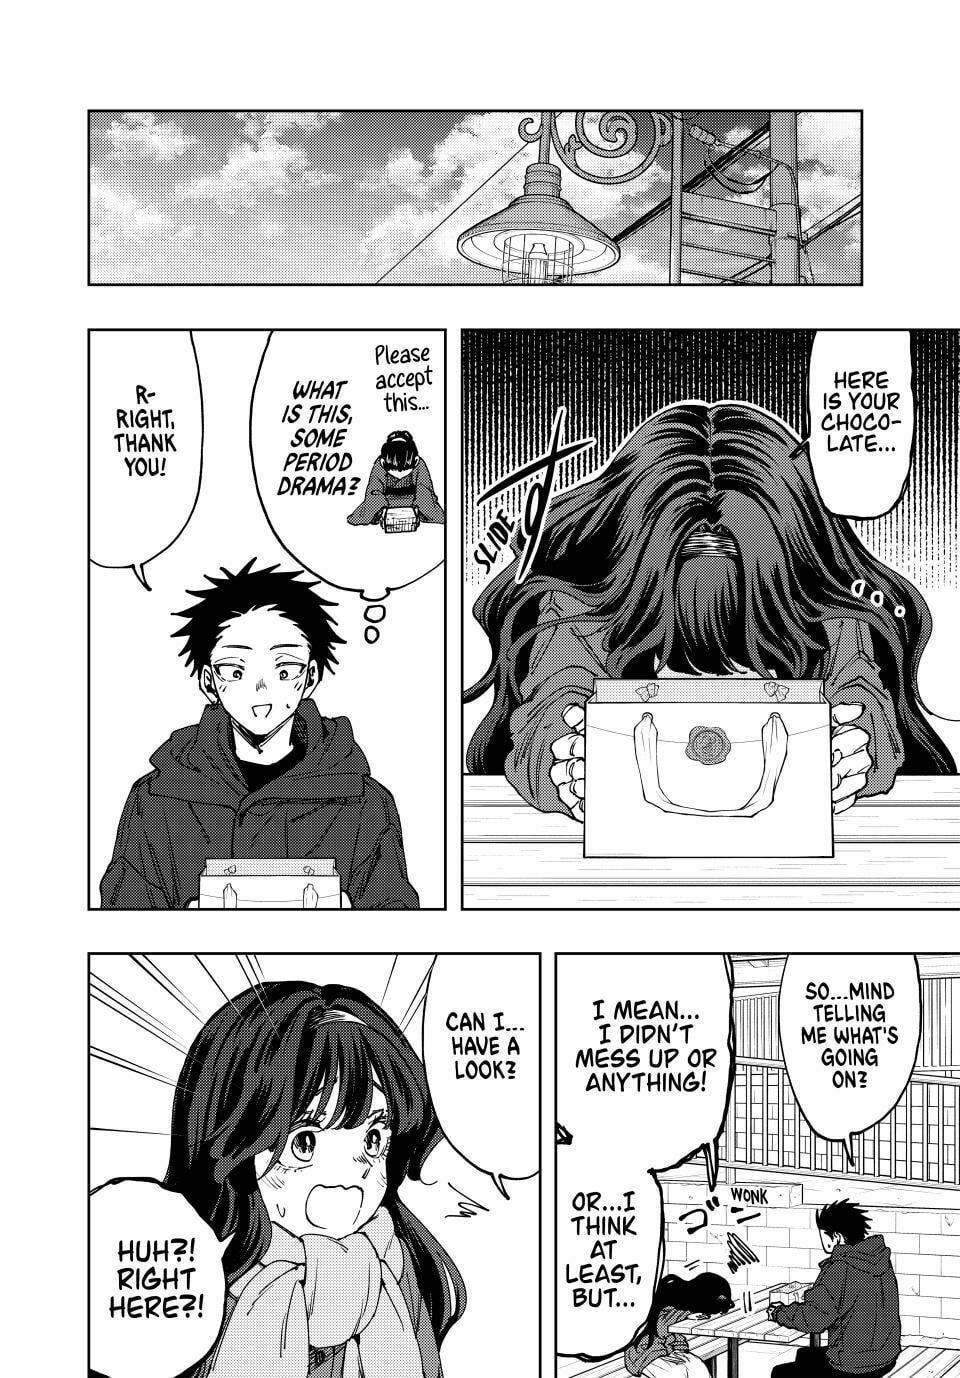 HERE
IS YOUR
CHOCO-
LATE...
SLIDE
Please
accept
this...
WHAT
IS THIS,
SOME
PERIOD
DRAMA?
R-
RIGHT,
THANK
YOU!
SO...MIND
TELLING
ME WHAT'S
GOING
ON?
I MEAN...
I DIDN'T
MESS UP OR
ANYTHING!
OR...I
THINK
AT
LEAST,
BUT...
WONK
CAN I...
HAVE A
LOOK?
HUH?!
RIGHT
HERE?!